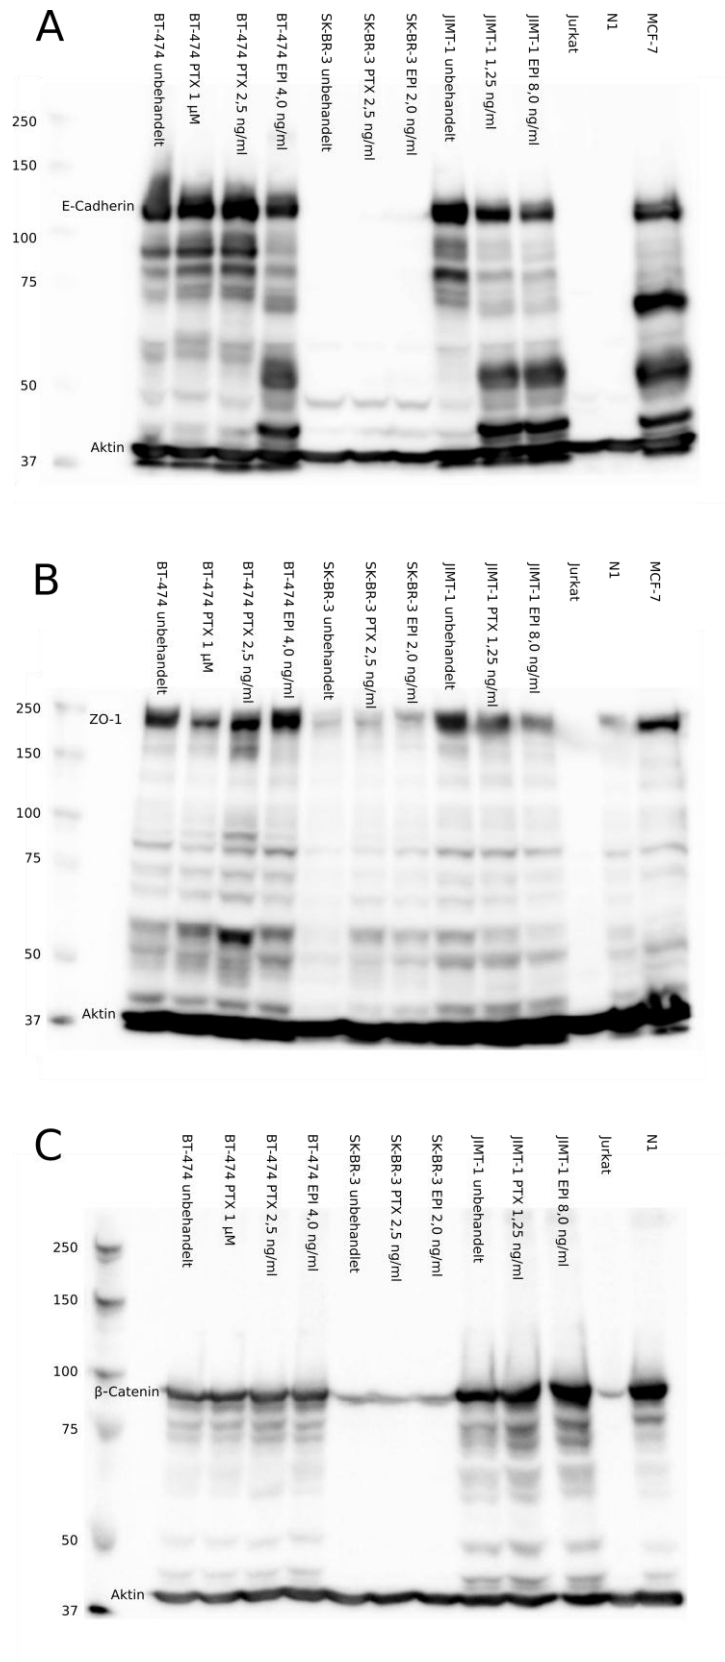 A
BT-474 unbehandelt
BT-474 PTX 1 µM
BT-474 PTX 2,5 ng/ml
BT-474 EPI 4,0 ng/ml
SK-BR-3 unbehandelt
SK-BR-3 PTX 2,5 ng/ml
SK-BR-3 EPI 2,0 ng/ml
JIMT-1 unbehandelt
JIMT-1 1,25 ng/ml
JIMT-1 EPI 8,0 ng/ml
Jurkat
N1
MCF-7
250
150
E-Cadherin
100
75
50
Aktin
37
B
BT-474 unbehandelt
BT-474 PTX 1 µM
BT-474 PTX 2,5 ng/ml
BT-474 EPI 4,0 ng/ml
SK-BR-3 unbehandelt
SK-BR-3 PTX 2,5 ng/ml
SK-BR-3 EPI 2,0 ng/ml
JIMT-1 unbehandelt
JIMT-1 PTX 1,25 ng/ml
JIMT-1 EPI 8,0 ng/ml
Jurkat
N1
MCF-7
250
ZO-1
150
100
75
50
Aktin
37
C
BT-474 unbehandelt
BT-474 PTX 1 µM
BT-474 PTX 2,5 ng/ml
BT-474 EPI 4,0 ng/ml
SK-BR-3 unbehandlet
SK-BR-3 PTX 2,5 ng/ml
SK-BR-3 EPI 2,0 ng/ml
JIMT-1 unbehandelt
JIMT-1 PTX 1,25 ng/ml
JIMT-1 EPI 8,0 ng/ml
Jurkat
N1
250
150
100
β-Catenin
75
50
Aktin
37